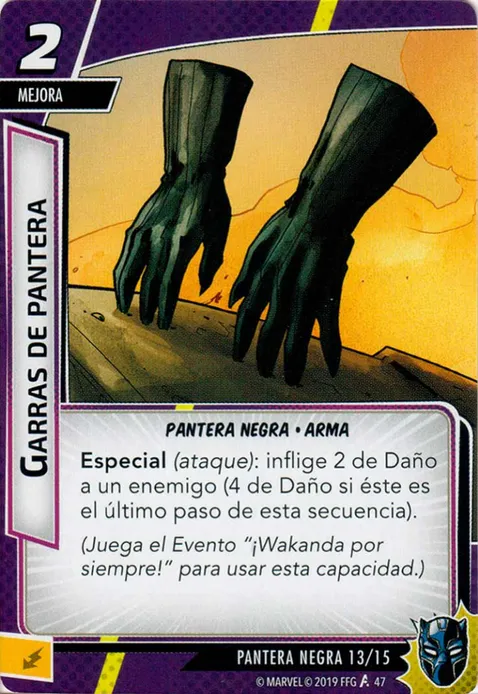 2
MEJORA
GARRAS DE PANTERA
PANTERA NEGRA • ARMA
Especial (ataque): inflige 2 de Daño
a un enemigo (4 de Daño si éste es
el último paso de esta secuencia).
(Juega el Evento “¡Wakanda por
siempre!” para usar esta capacidad.)
PANTERA NEGRA 13/15
© MARVEL © 2019 FFG 47